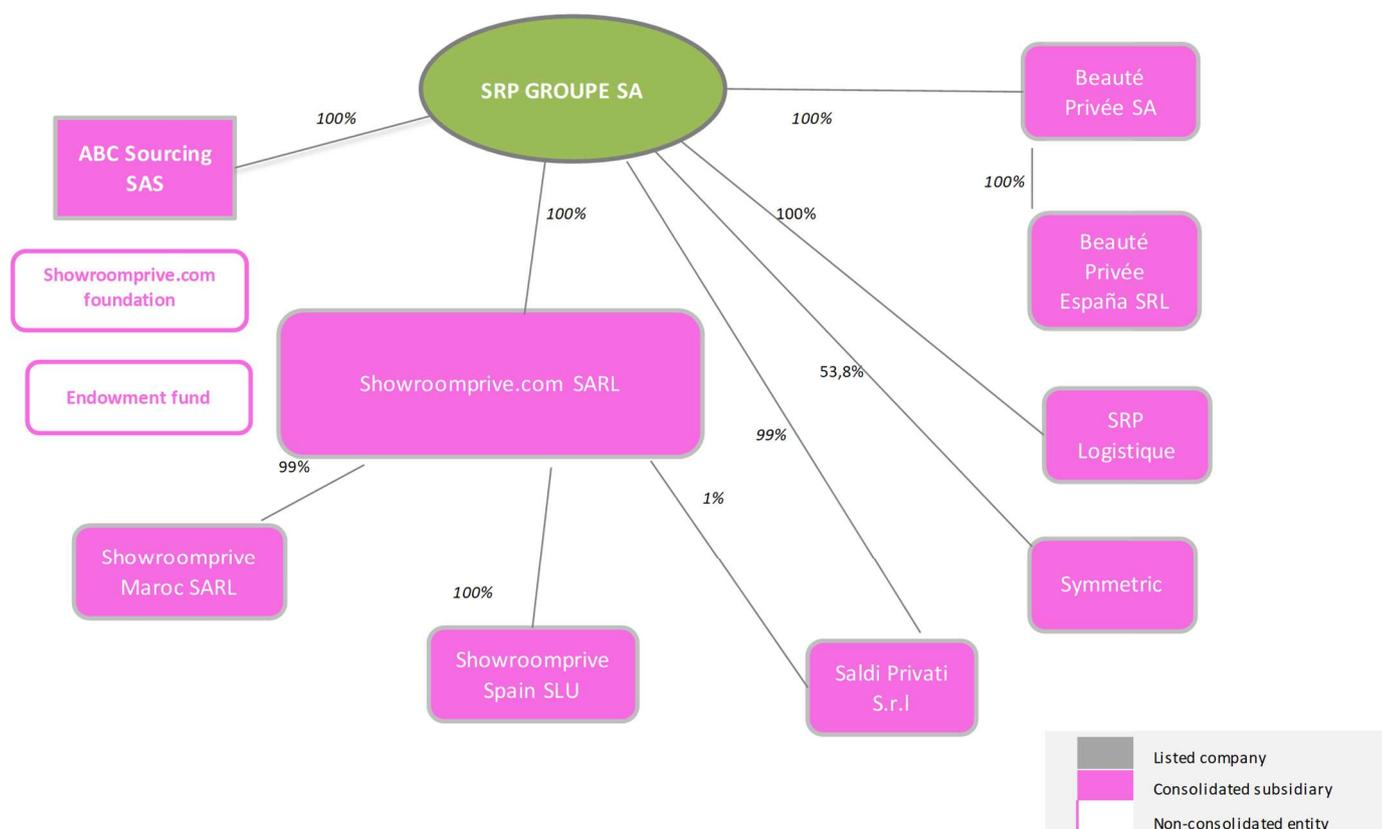 SRP GROUPE SA
Beauté
Privée SA
100%
100%
ABC Sourcing
SAS
100%
100%
100%
Beauté
Privée
España SRL
Showroomprive.com
foundation
Showroomprive.com SARL
53,8%
Endowment fund
SRP
Logistique
99%
99%
1%
Showroomprive
Maroc SARL
Symmetric
100%
Showroomprive
Spain SLU
Saldi Privati
S.r.l
Listed company
Consolidated subsidiary
Non-consolidated entity